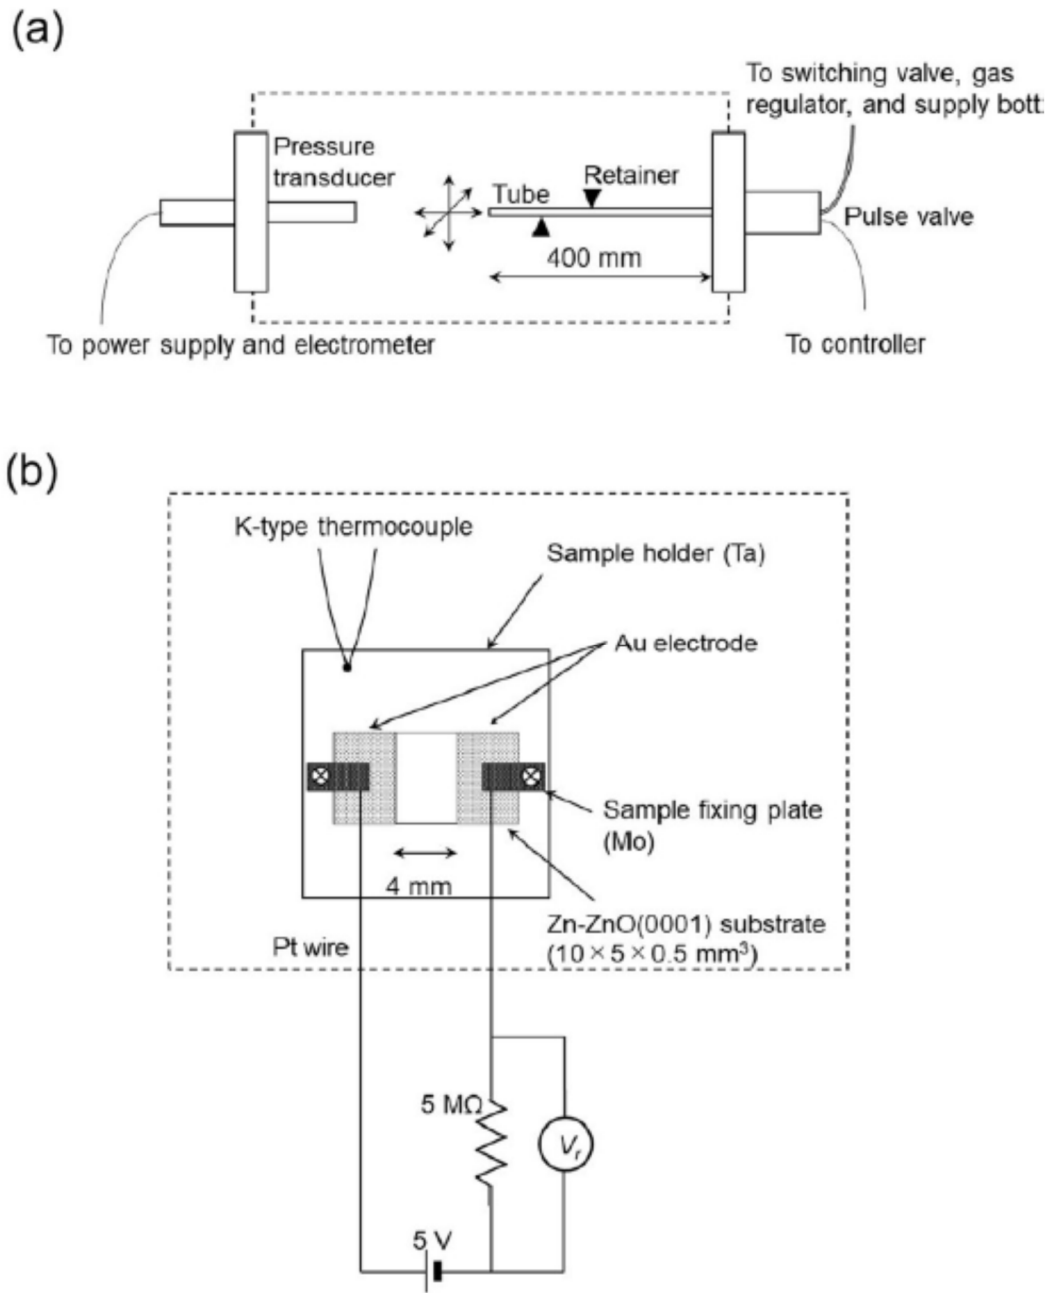 (a)
To switching valve, gas
regulator, and supply bott
Pressure
transducer
Retainer
Tube
Pulse valve
400 mm
To power supply and electrometer
To controller
(b)
K-type thermocouple
Sample holder (Ta)
Au electrode
Sample fixing plate
(Mo)
4 mm
Zn-ZnO(0001) substrate
(10×5×0.5 mm³)
Pt wire
5 MΩ
Vr
5 V